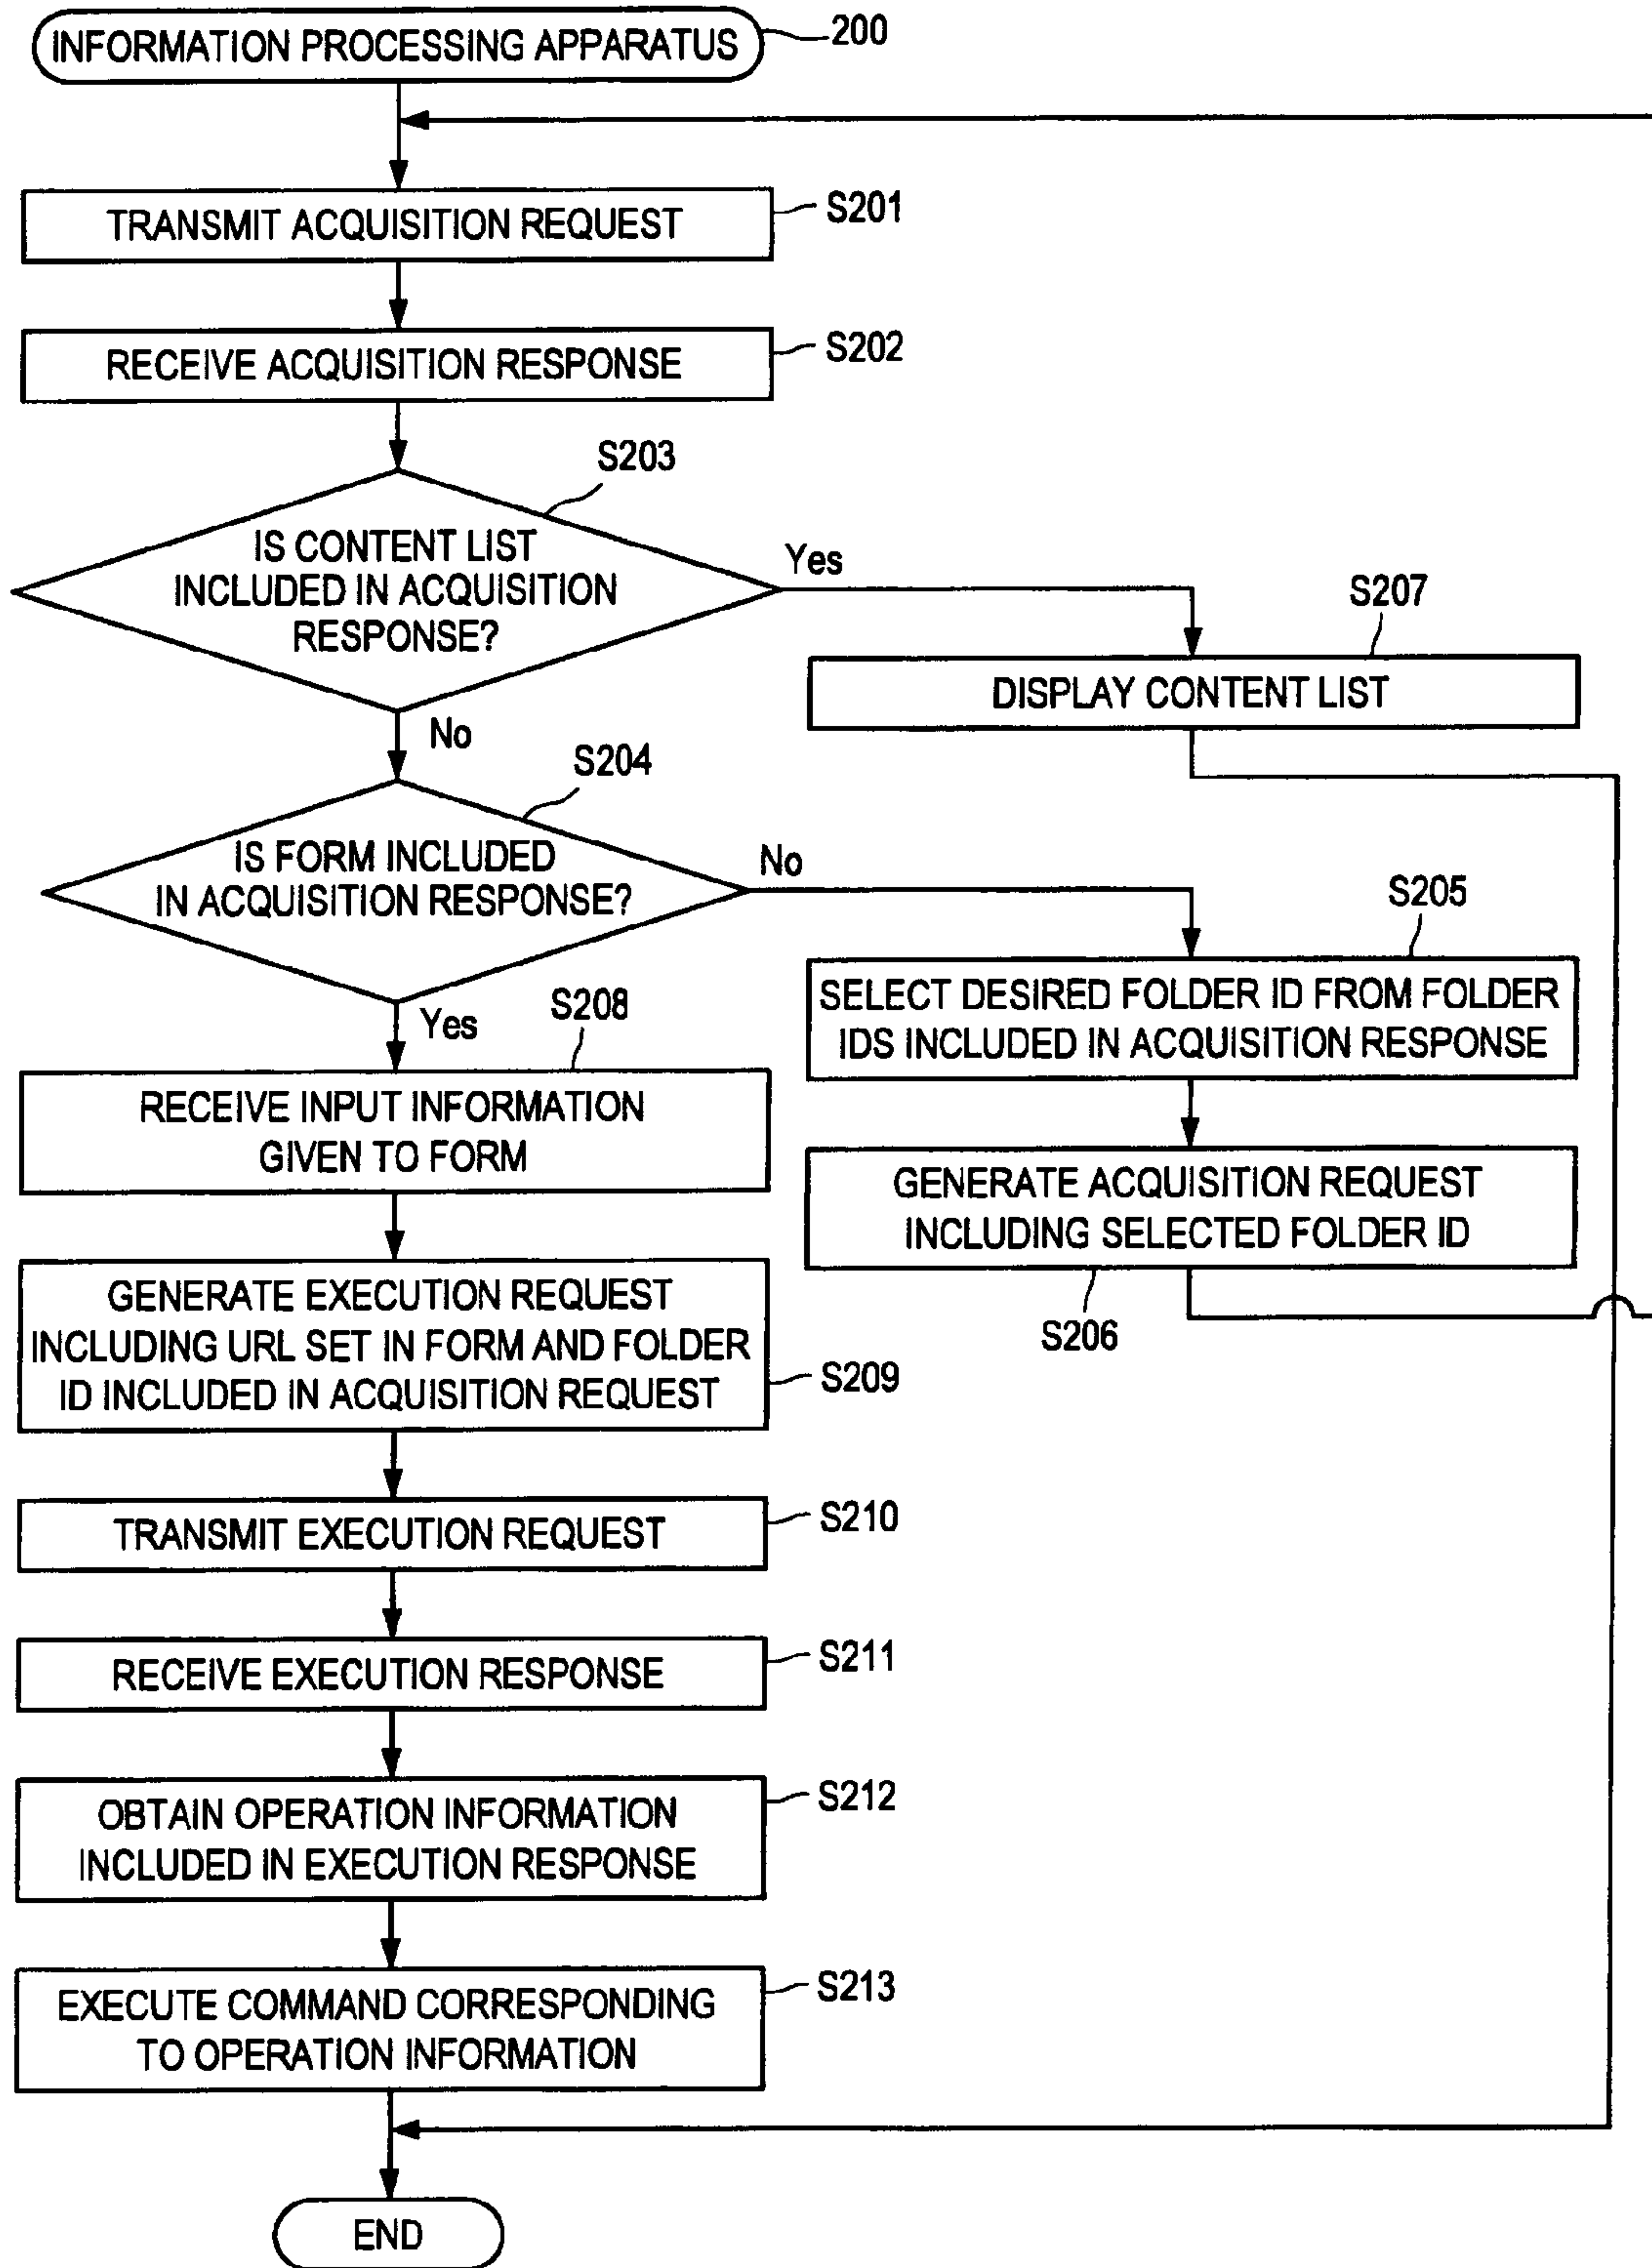 INFORMATION PROCESSING APPARATUS
200
TRANSMIT ACQUISITION REQUEST
S201
RECEIVE ACQUISITION RESPONSE
S202
S203
IS CONTENT LIST
INCLUDED IN ACQUISITION
RESPONSE?
Yes
No
S207
DISPLAY CONTENT LIST
S204
IS FORM INCLUDED
IN ACQUISITION RESPONSE?
No
Yes
S205
SELECT DESIRED FOLDER ID FROM FOLDER
IDS INCLUDED IN ACQUISITION RESPONSE
GENERATE ACQUISITION REQUEST
INCLUDING SELECTED FOLDER ID
S206
S208
RECEIVE INPUT INFORMATION
GIVEN TO FORM
GENERATE EXECUTION REQUEST
INCLUDING URL SET IN FORM AND FOLDER
ID INCLUDED IN ACQUISITION REQUEST
S209
TRANSMIT EXECUTION REQUEST
S210
RECEIVE EXECUTION RESPONSE
S211
OBTAIN OPERATION INFORMATION
INCLUDED IN EXECUTION RESPONSE
S212
EXECUTE COMMAND CORRESPONDING
TO OPERATION INFORMATION
S213
END